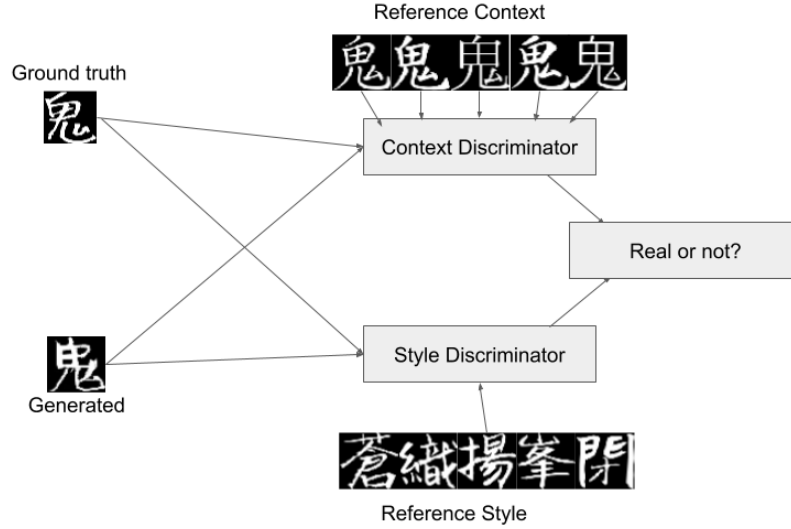 Reference Context
鬼鬼鬼鬼鬼
Ground truth
鬼
Context Discriminator
Real or not?
鬼
Generated
Style Discriminator
蒼織揚峯閉
Reference Style